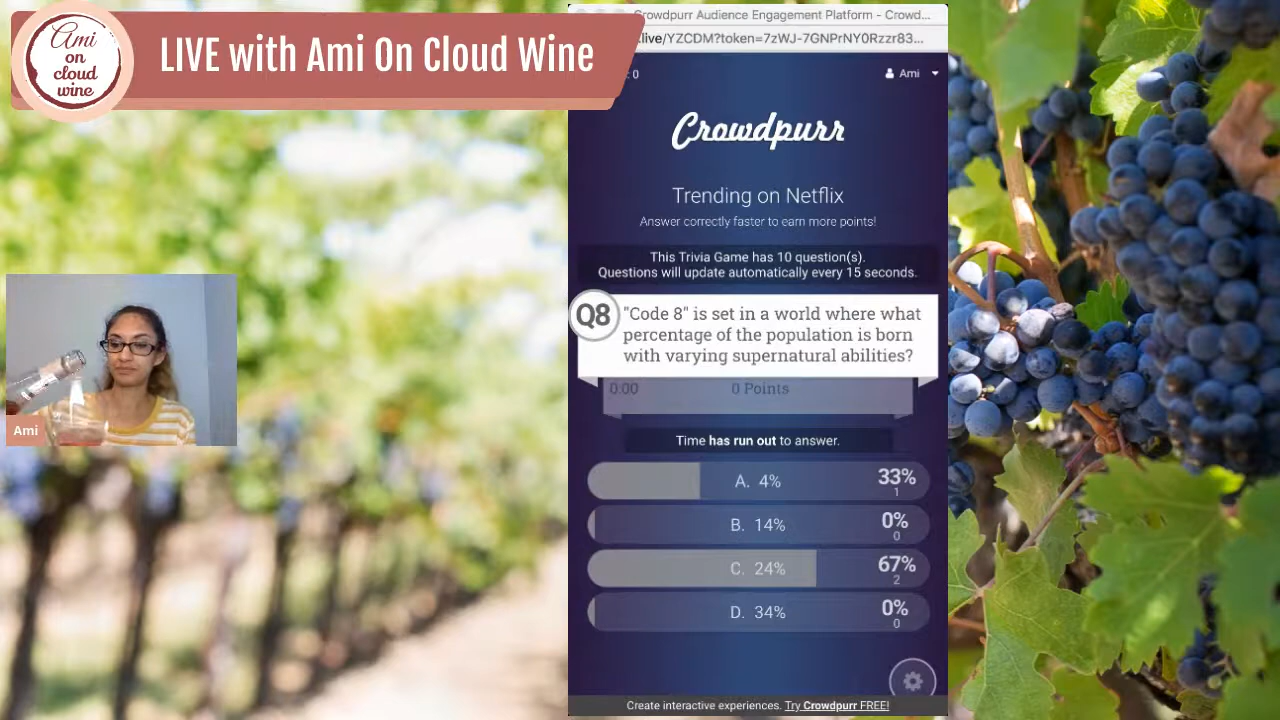 Ami
on
cloud
wine
LIVE with Ami On Cloud Wine
Crowdpurr Audience Engagement Platform - Crowd...
live/YZCDM?token=7zWJ-7GNPrNY0Rzzr83...
: 0
Ami
Crowdpurr
Trending on Netflix
Answer correctly faster to earn more points!
This Trivia Game has 10 question(s).
Questions will update automatically every 15 seconds.
Q8
"Code 8" is set in a world where what
percentage of the population is born
with varying supernatural abilities?
0:00 0 Points
Time has run out to answer.
A. 4% 33%
1
B. 14% 0%
0
C. 24% 67%
2
D. 34% 0%
0
Ami
Create interactive experiences. Try Crowdpurr FREE!